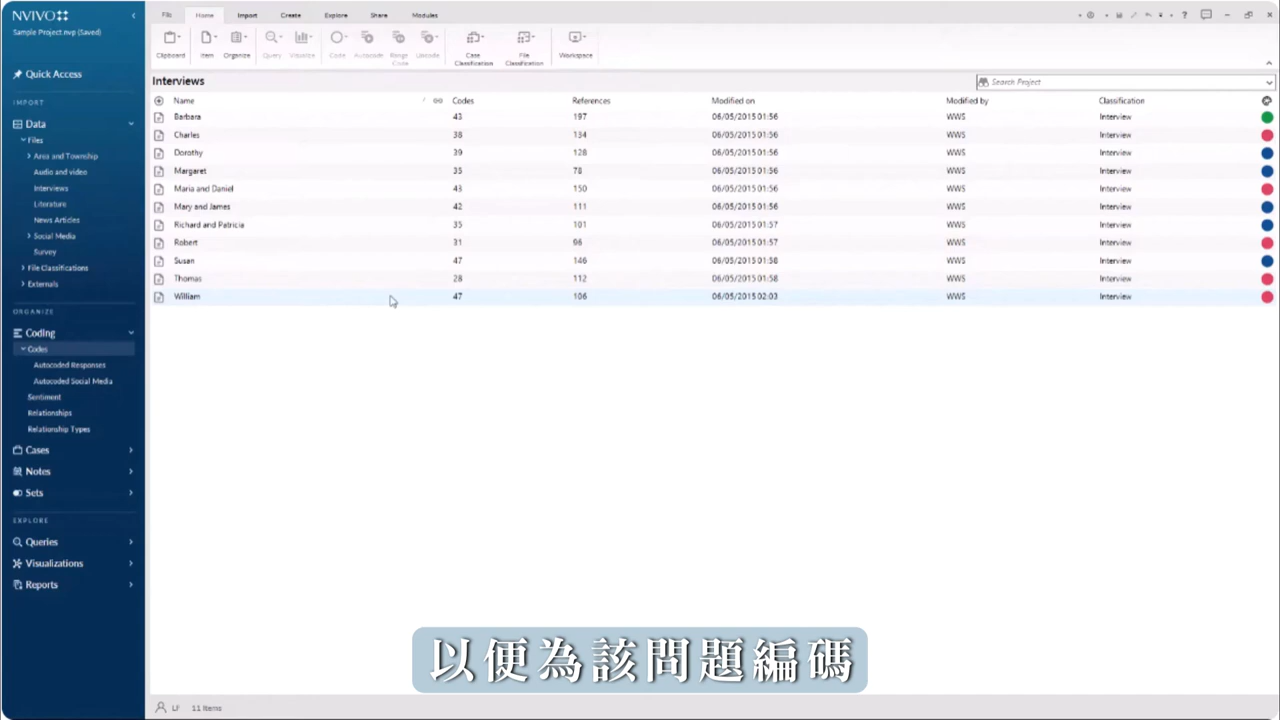 NVIVO
Sample Project.nvp (Saved)
File Home Import Create Explore Share Modules
Clipboard Item Organize Query Visualize Code Autocode Range Code Uncode Case Classification File Classification Workspace
Quick Access
IMPORT
Data
Files
Area and Township
Audio and video
Interviews
Literature
News Articles
Social Media
Survey
File Classifications
Externals
ORGANIZE
Coding
Codes
Autocoded Responses
Autocoded Social Media
Sentiment
Relationships
Relationship Types
Cases
Notes
Sets
EXPLORE
Queries
Visualizations
Reports
Interviews
Search Project
Name Codes References Modified on Modified by Classification
Barbara 43 197 06/05/2015 01:56 WWS Interview
Charles 38 134 06/05/2015 01:56 WWS Interview
Dorothy 39 128 06/05/2015 01:56 WWS Interview
Margaret 35 78 06/05/2015 01:56 WWS Interview
Maria and Daniel 43 150 06/05/2015 01:56 WWS Interview
Mary and James 42 111 06/05/2015 01:56 WWS Interview
Richard and Patricia 35 101 06/05/2015 01:57 WWS Interview
Robert 31 96 06/05/2015 01:57 WWS Interview
Susan 47 146 06/05/2015 01:58 WWS Interview
Thomas 28 112 06/05/2015 01:58 WWS Interview
William 47 106 06/05/2015 02:03 WWS Interview
以便為該問題編碼
11 Items